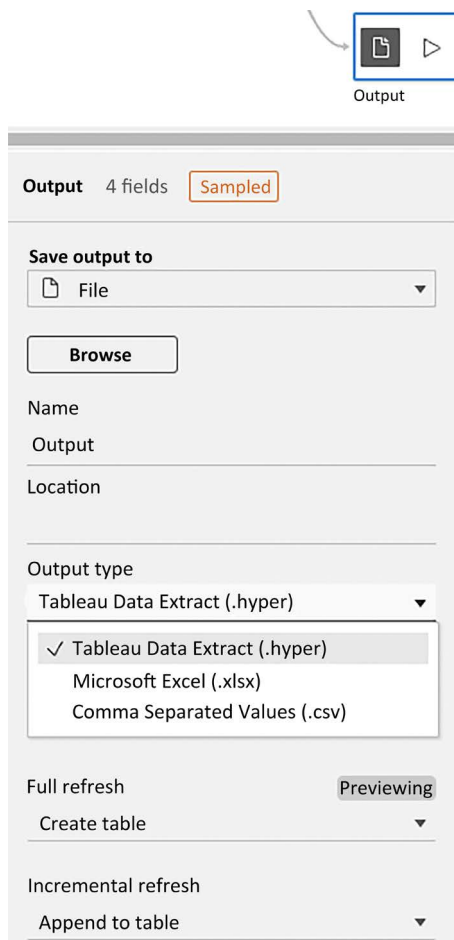 Output
Output 4 fields Sampled
Save output to
File
Browse
Name
Output
Location
Output type
Tableau Data Extract (.hyper)
Tableau Data Extract (.hyper)
Microsoft Excel (.xlsx)
Comma Separated Values (.csv)
Full refresh Previewing
Create table
Incremental refresh
Append to table